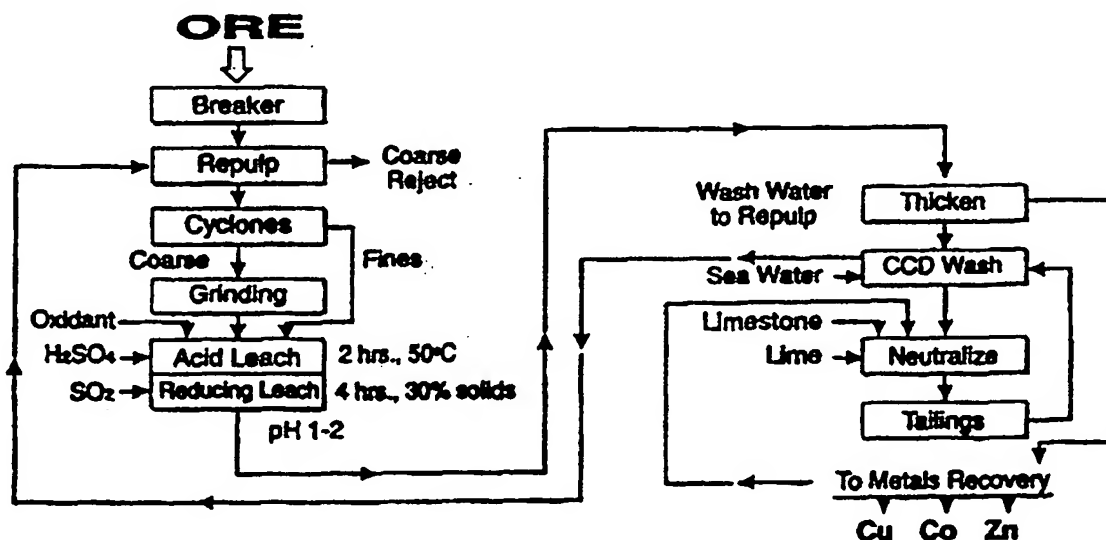 ORE
Breaker
Repulp
Coarse
Reject
Cyclones
Coarse
Fines
Grinding
Oxidant
H₂SO₄
Acid Leach
2 hrs., 50°C
SO₂
Reducing Leach
4 hrs., 30% solids
pH 1-2
Wash Water
to Repulp
Thicken
CCD Wash
Sea Water
Limestone
Lime
Neutralize
Tailings
To Metals Recovery
Cu Co Zn